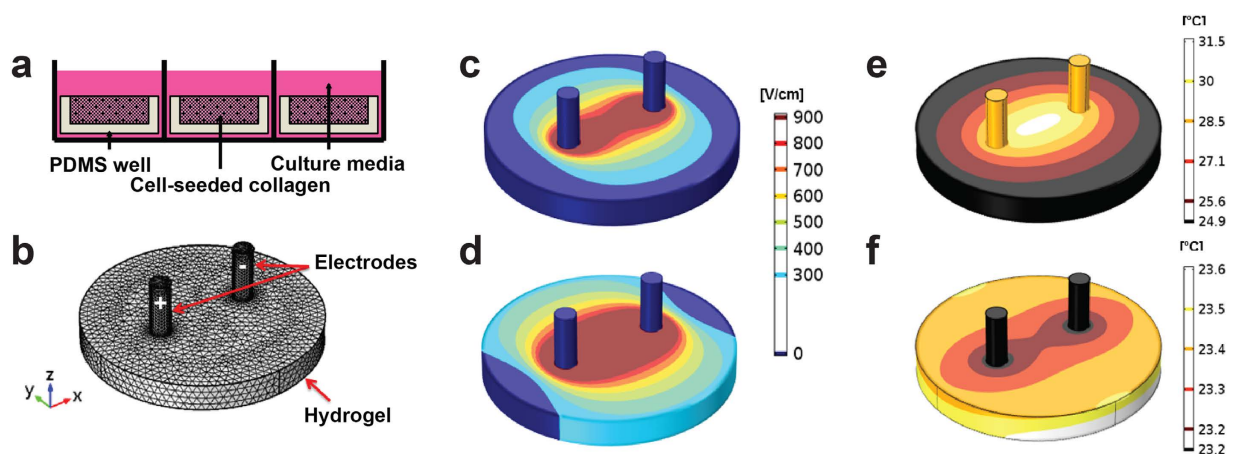 a
PDMS well
Culture media
Cell-seeded collagen
b
Electrodes
+
-
Hydrogel
z
y
x
c
[V/cm]
900
800
700
600
500
400
300
0
d
e
[°C]
31.5
30
28.5
27.1
25.6
24.9
f
[°C]
23.6
23.5
23.4
23.3
23.2
23.2